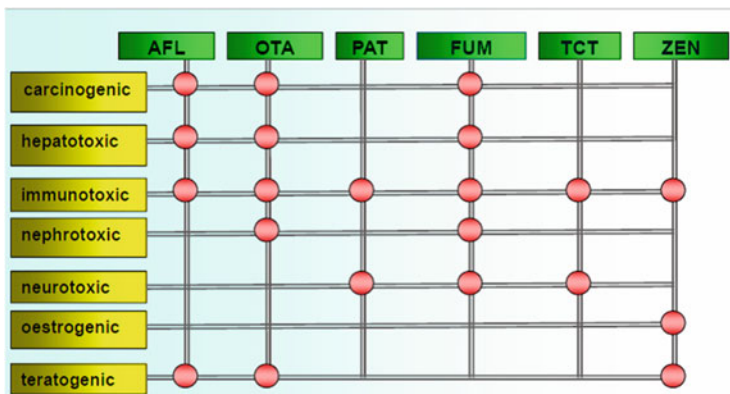 AFL OTA PAT FUM TCT ZEN
carcinogenic
hepatotoxic
immunotoxic
nephrotoxic
neurotoxic
oestrogenic
teratogenic